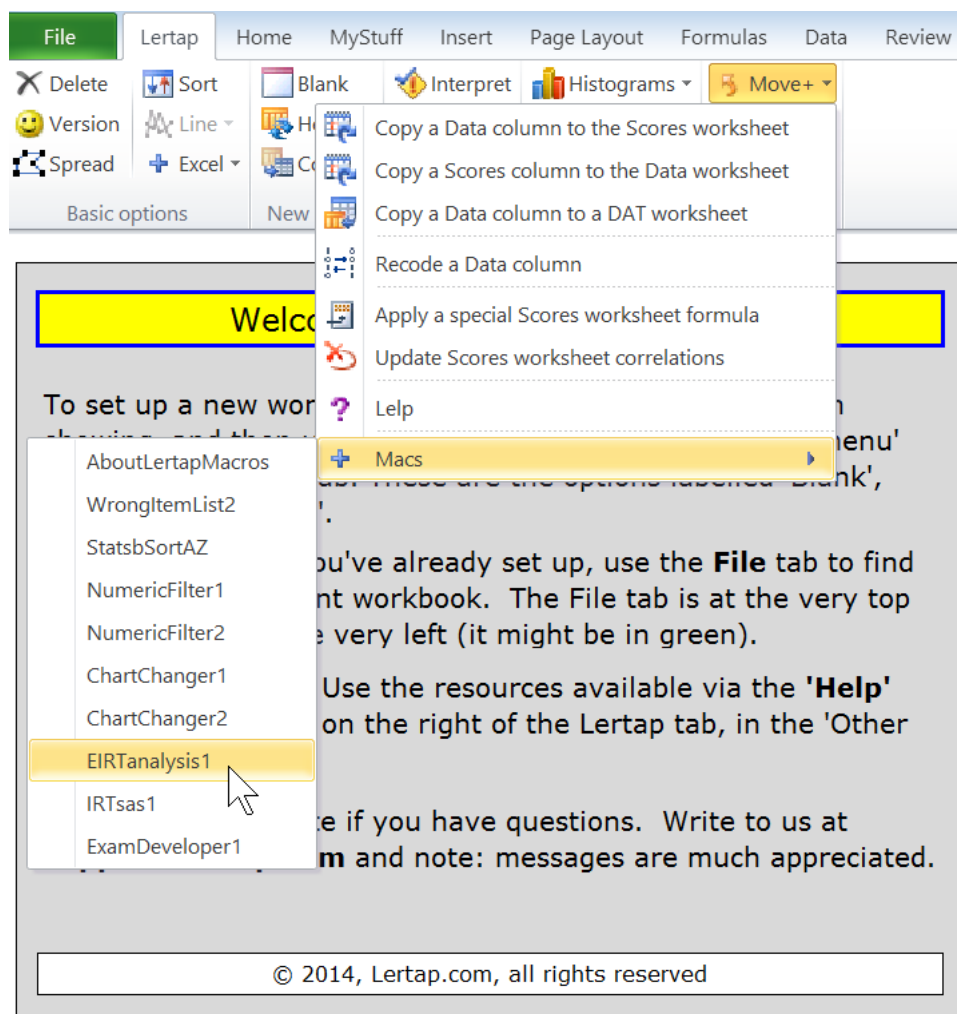 File Lertap Home MyStuff Insert Page Layout Formulas Data Review
Delete Sort Blank Interpret Histograms Move+
Version Line
Spread Excel
Basic options New
Copy a Data column to the Scores worksheet
Copy a Scores column to the Data worksheet
Copy a Data column to a DAT worksheet
Recode a Data column
Apply a special Scores worksheet formula
Update Scores worksheet correlations
Lelp
Macs
AboutLertapMacros
WrongItemList2
StatsbSortAZ
NumericFilter1
NumericFilter2
ChartChanger1
ChartChanger2
EIRTanalysis1
IRTsas1
ExamDeveloper1
To set up a new
menu'
These are the options labelled 'Blank',
'.
you've already set up, use the File tab to find
workbook. The File tab is at the very top
very left (it might be in green).
Use the resources available via the 'Help'
on the right of the Lertap tab, in the 'Other
if you have questions. Write to us at
and note: messages are much appreciated.
© 2014, Lertap.com, all rights reserved